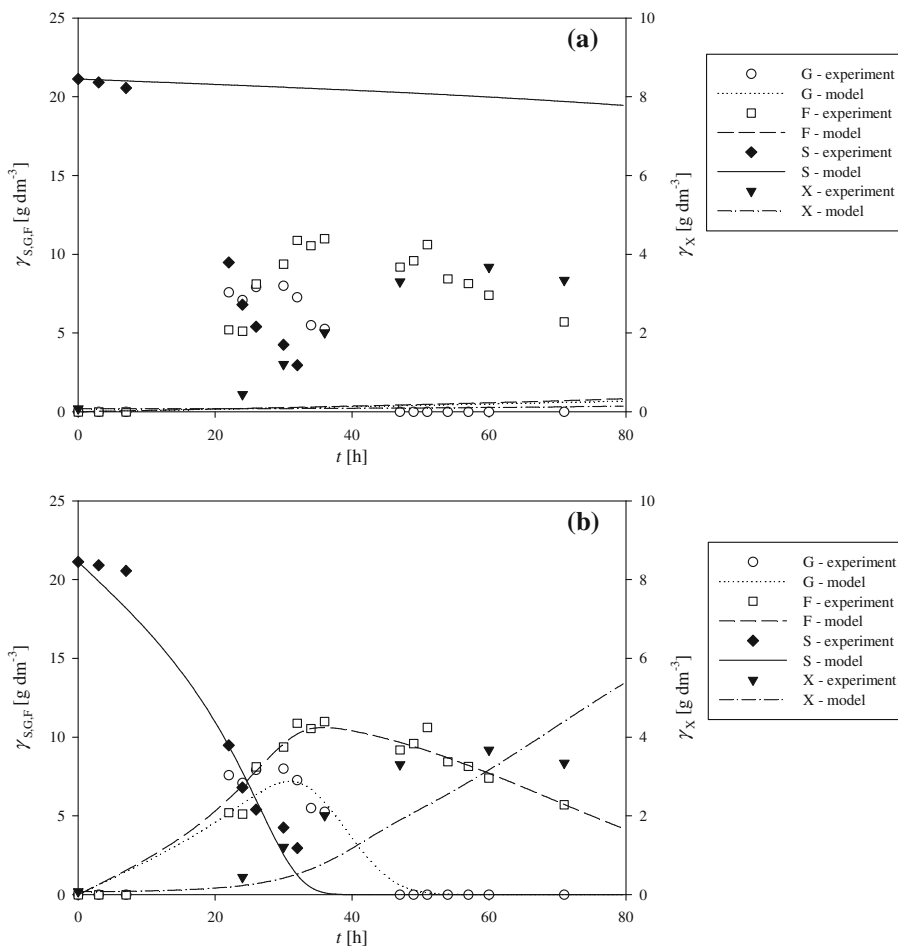 (a)
25
20
15
10
5
0
γS,G,F [g dm-3]
10
8
6
4
2
0
γX [g dm-3]
0 20 40 60 80
t [h]
G - experiment
G - model
F - experiment
F - model
S - experiment
S - model
X - experiment
X - model
(b)
25
20
15
10
5
0
γS,G,F [g dm-3]
10
8
6
4
2
0
γX [g dm-3]
0 20 40 60 80
t [h]
G - experiment
G - model
F - experiment
F - model
S - experiment
S - model
X - experiment
X - model